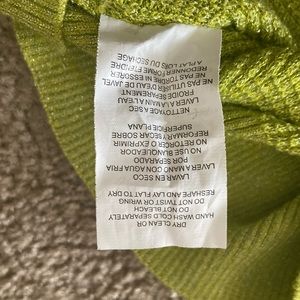 DRY CLEAN OR
HAND WASH COLD SEPARATELY
DO NOT BLEACH
DO NOT TWIST OR WRING
RESHAPE AND LAY FLAT TO DRY
LAVAR EN SECO
LAVERA MANO CON AGUA FRIA
POR SEPARADO
NO USE BLANQUEADOR
NO RETORCER O EXPRIMIR
REFORMAR Y SECAR SOBRE
SUPERFICIE PLANA
NETTOYAGE A SEC
LAVER A LA MAIN A L'EAU
FROIDE SEPAREMENT
NE PAS UTILISER D'EAU DE JAVEL
NE PAS TORDRE NI ESSORER
REDONNER FORME ETENDRE
A PLAT LORS DU SECHAGE